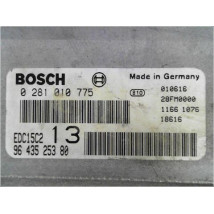 BOSCH
Made in Germany
0 281 010 775
010616
28FM0000
1166 1076
18616
EDC15C2 13
96 435 253 80